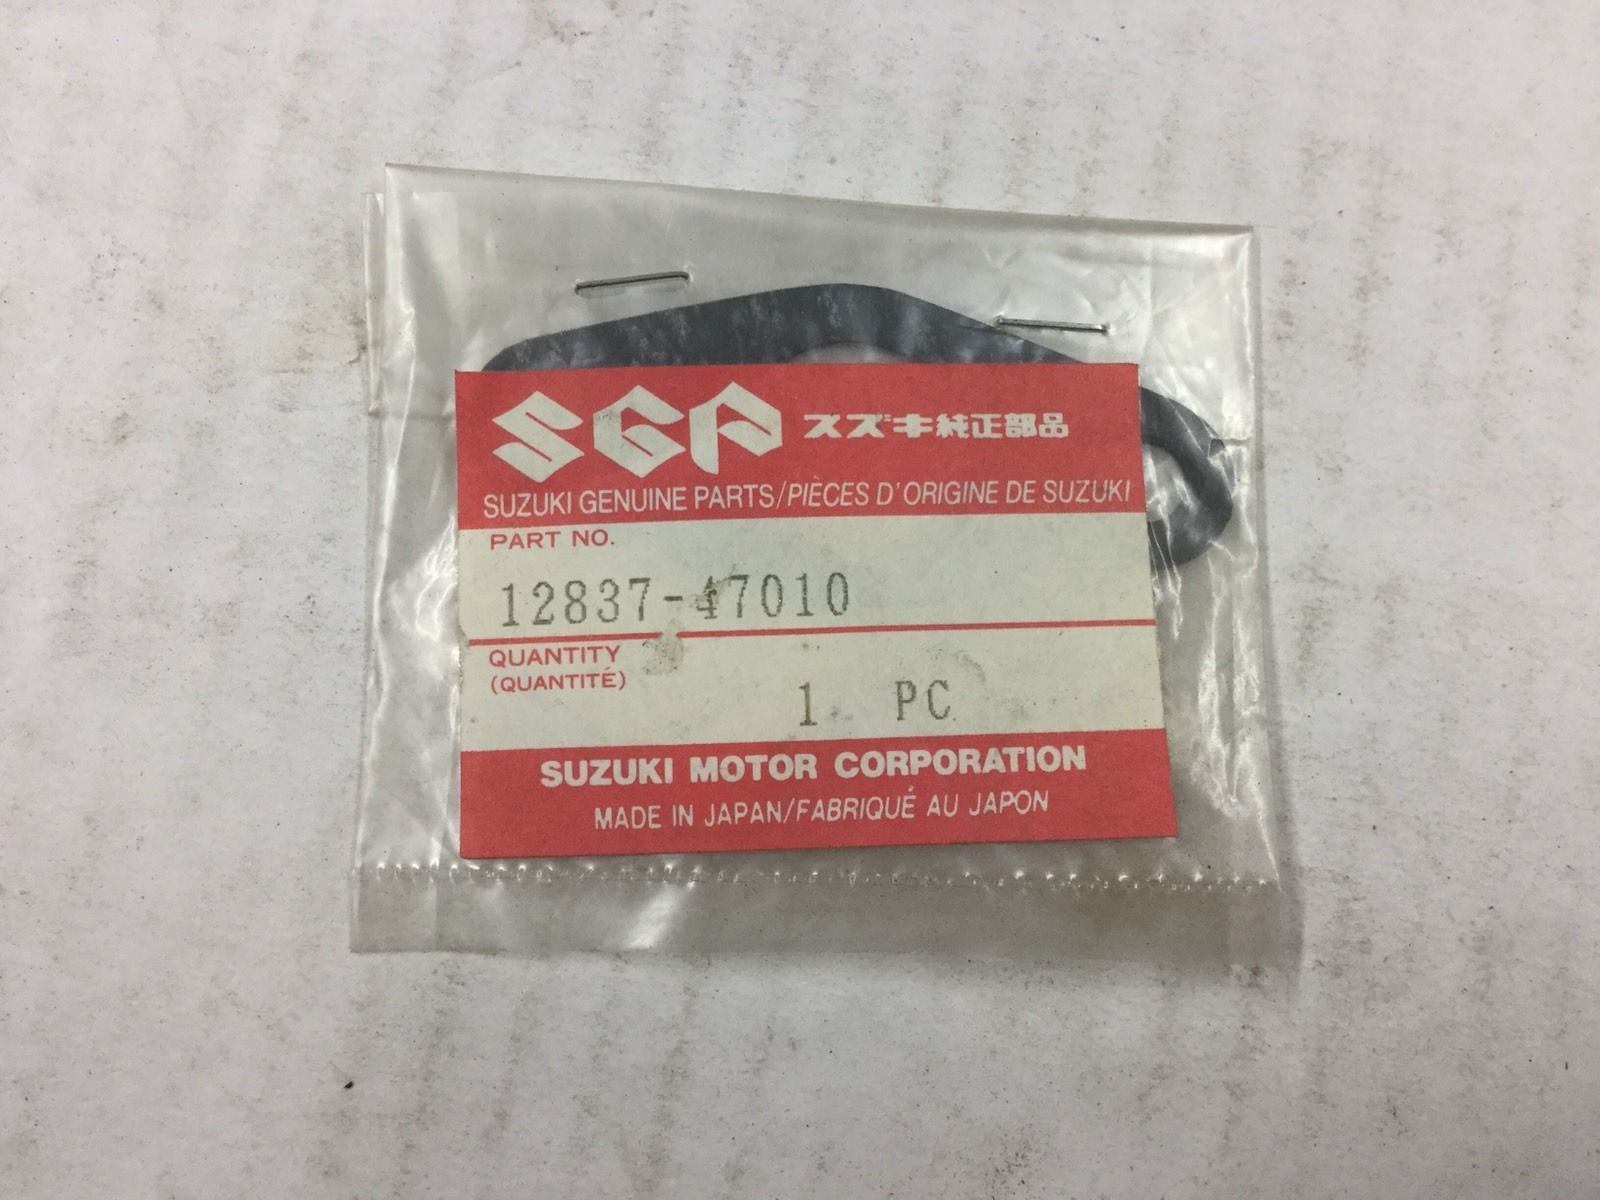 SGP スズキ純正部品
SUZUKI GENUINE PARTS/PIÈCES D'ORIGINE DE SUZUKI
PART NO.
12837-47010
QUANTITY
(QUANTITÉ)
1 PC
SUZUKI MOTOR CORPORATION
MADE IN JAPAN/FABRIQUÉ AU JAPON